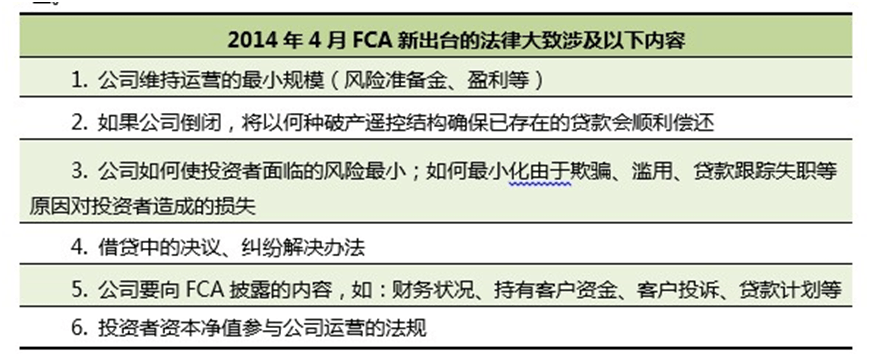 2014 年 4 月 FCA 新出台的法律大致涉及以下内容
1. 公司维持运营的最小规模（风险准备金、盈利等）
2. 如果公司倒闭，将以何种破产遥控结构确保已存在的贷款会顺利偿还
3. 公司如何使投资者面临的风险最小；如何最小化由于欺骗、滥用、贷款跟踪失职等
原因对投资者造成的损失
4. 借贷中的决议、纠纷解决办法
5. 公司要向 FCA 披露的内容，如：财务状况、持有客户资金、客户投诉、贷款计划等
6. 投资者资本净值参与公司运营的法规